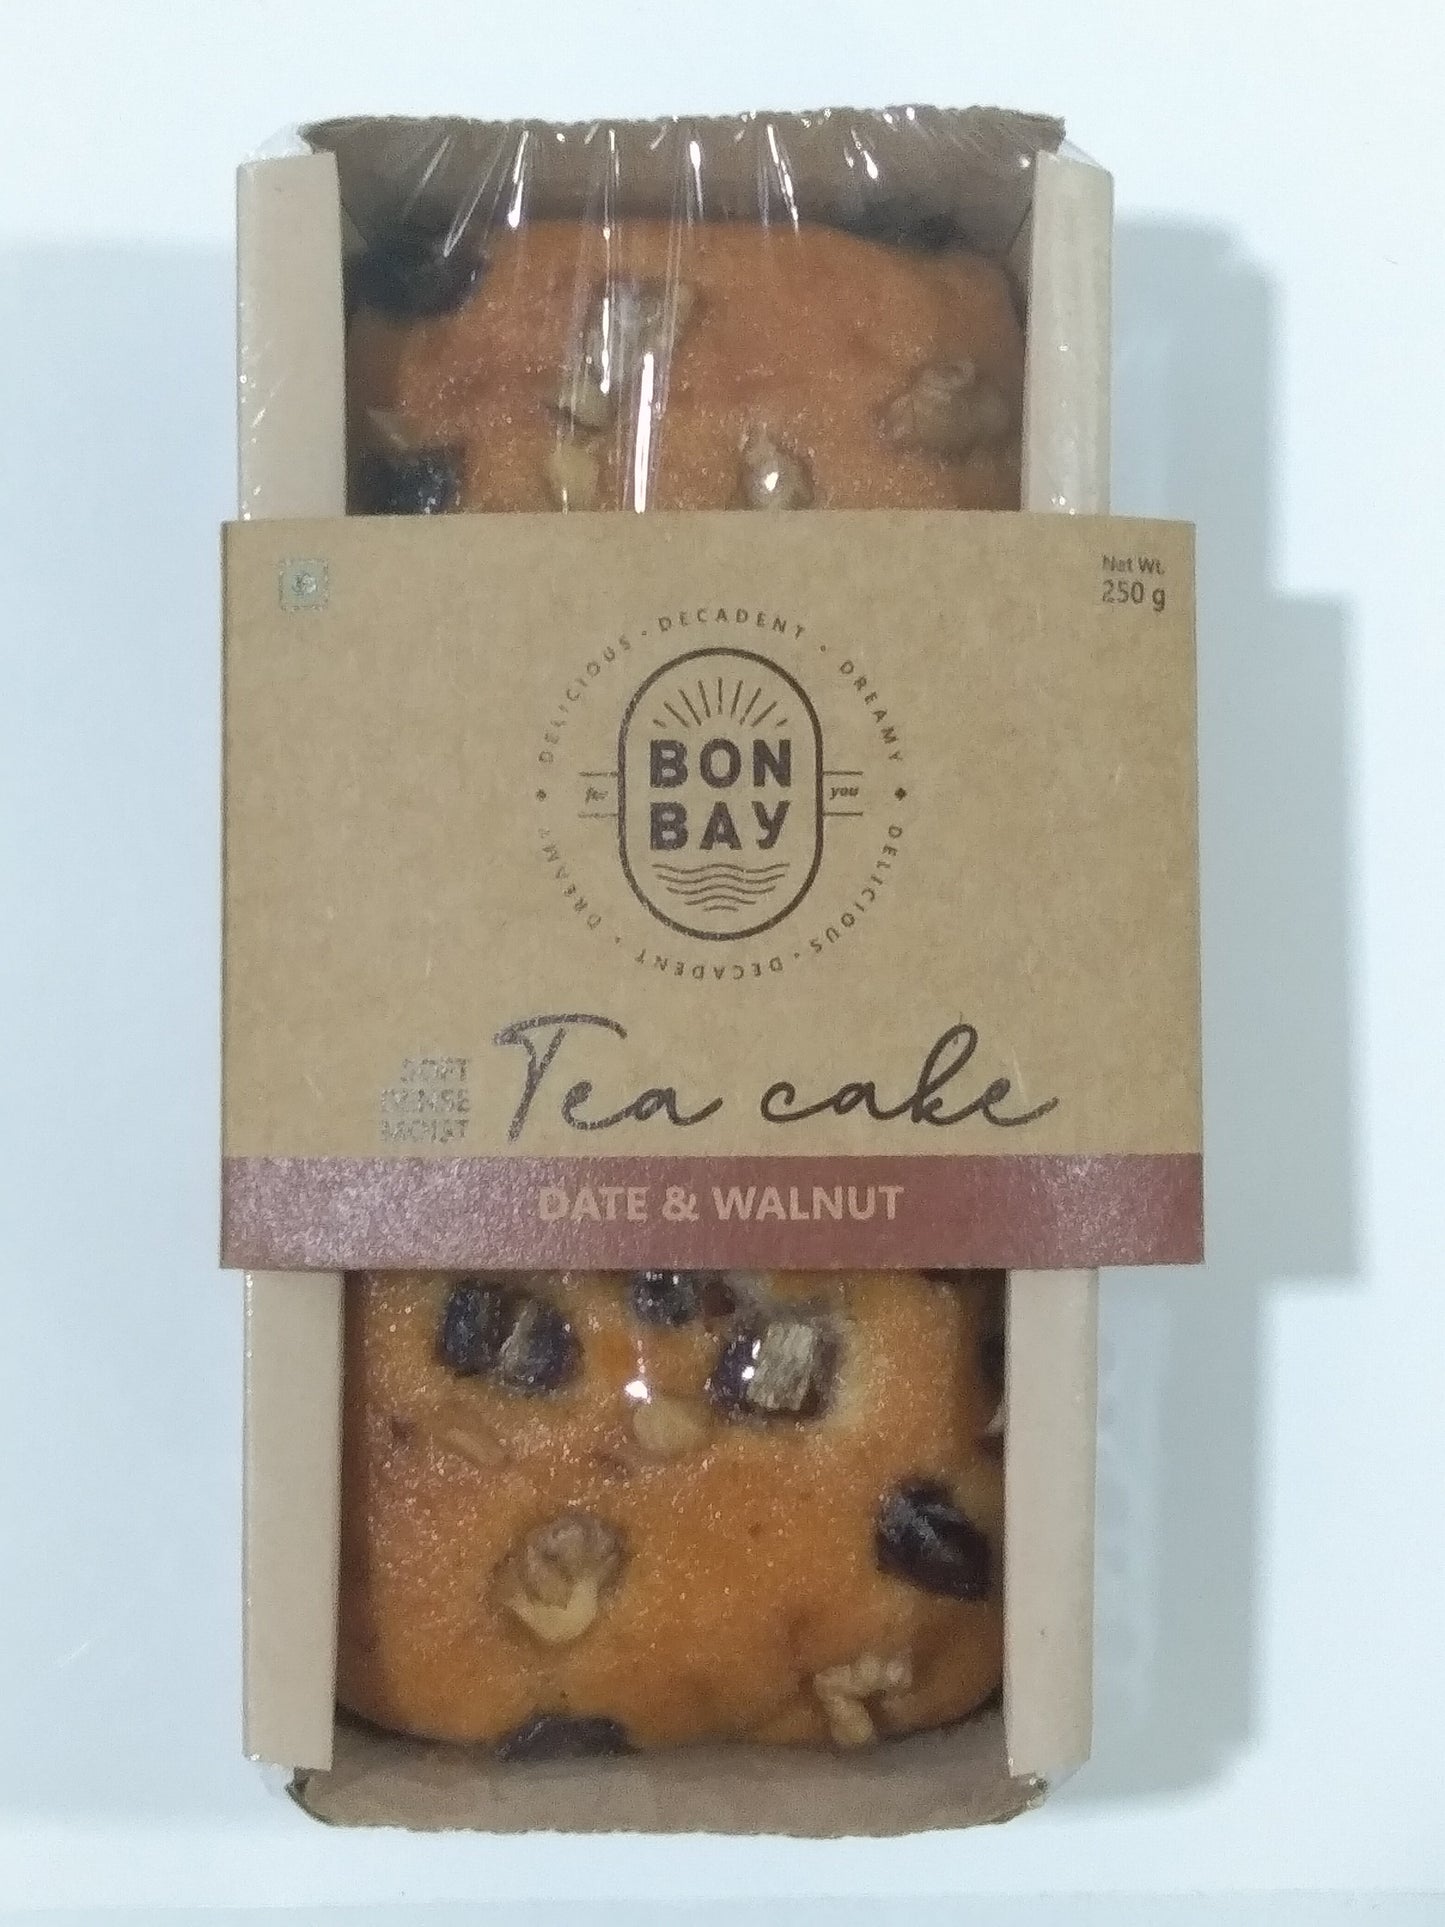 Net Wt.
250 g
DELICIOUS · DECADENT · DREAMY
BON
BAY
for
you
DELICIOUS · DECADENT · DREAMY
SOFT
DENSE
MOIST
Tea cake
DATE & WALNUT